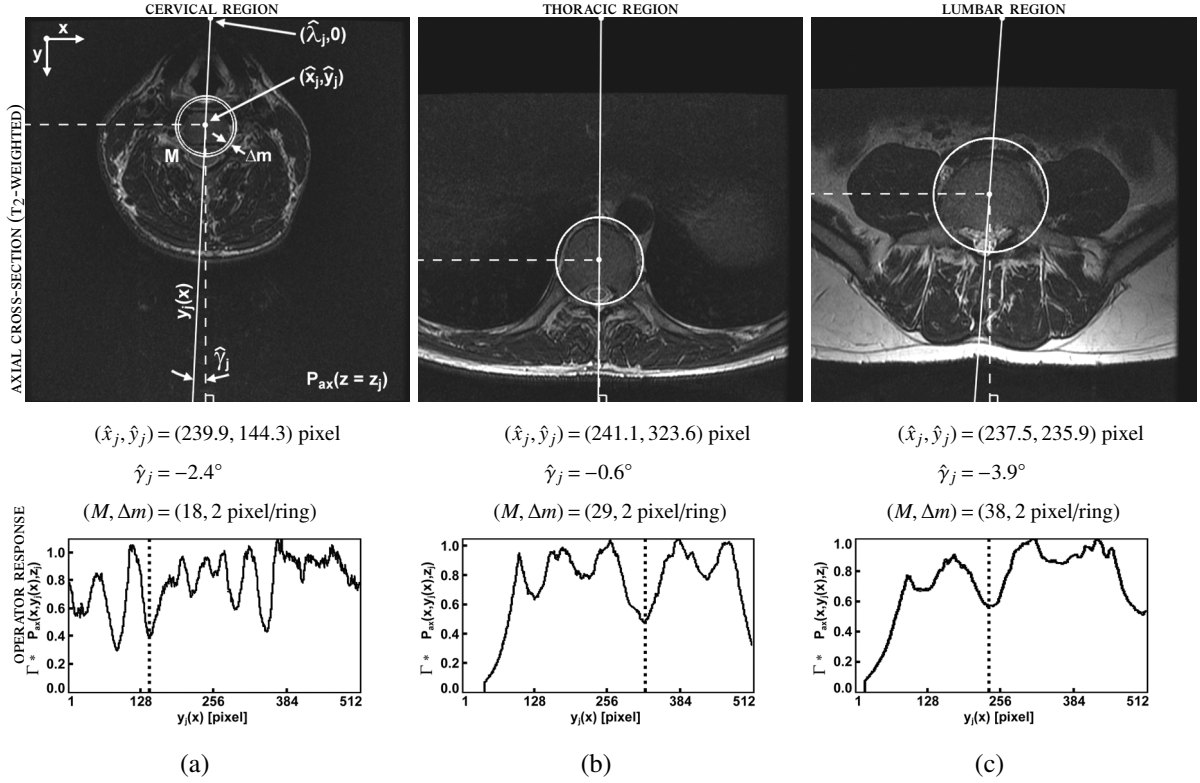 CERVICAL REGION
THORACIC REGION
LUMBAR REGION
AXIAL CROSS-SECTION (T2-WEIGHTED)
x
y
(λ̂j,0)
(x̂j,ŷj)
M
Δm
yj(x)
γ̂j
Pax(z = zj)
(x̂j, ŷj) = (239.9, 144.3) pixel
(x̂j, ŷj) = (241.1, 323.6) pixel
(x̂j, ŷj) = (237.5, 235.9) pixel
γ̂j = −2.4°
γ̂j = −0.6°
γ̂j = −3.9°
(M, Δm) = (18, 2 pixel/ring)
(M, Δm) = (29, 2 pixel/ring)
(M, Δm) = (38, 2 pixel/ring)
OPERATOR RESPONSE
Γ * Pax(x,yj(x),zj)
1.0
0.8
0.6
0.4
0.2
0.0
1 128 256 384 512
yj(x) [pixel]
Γ * Pax(x,yj(x),zj)
1.0
0.8
0.6
0.4
0.2
0.0
1 128 256 384 512
yj(x) [pixel]
Γ * Pax(x,yj(x),zj)
1.0
0.8
0.6
0.4
0.2
0.0
1 128 256 384 512
yj(x) [pixel]
(a)
(b)
(c)